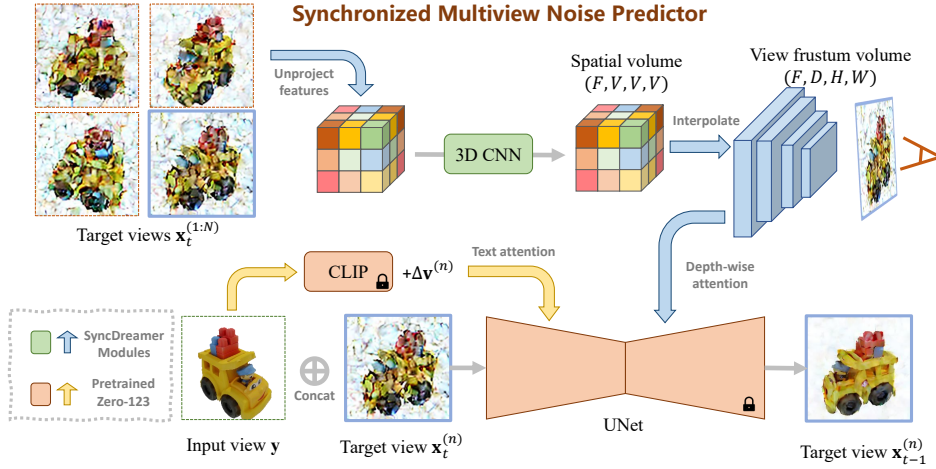 Synchronized Multiview Noise Predictor
Unproject
features
Spatial volume
(F, V, V, V)
View frustum volume
(F, D, H, W)
3D CNN
Interpolate
Target views x_t^(1:N)
CLIP
+Δv^(n)
Text attention
Depth-wise
attention
SyncDreamer
Modules
Pretrained
Zero-123
Concat
UNet
Input view y
Target view x_t^(n)
Target view x_{t-1}^(n)